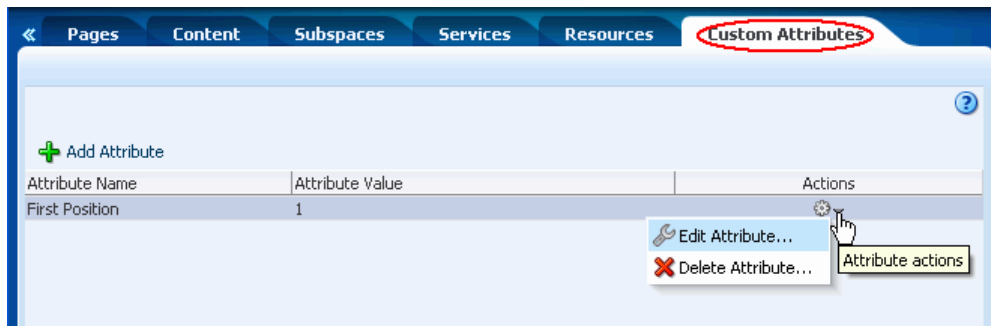 « Pages Content Subspaces Services Resources Custom Attributes
?
Add Attribute
Attribute Name Attribute Value Actions
First Position 1
Edit Attribute...
Attribute actions
Delete Attribute...